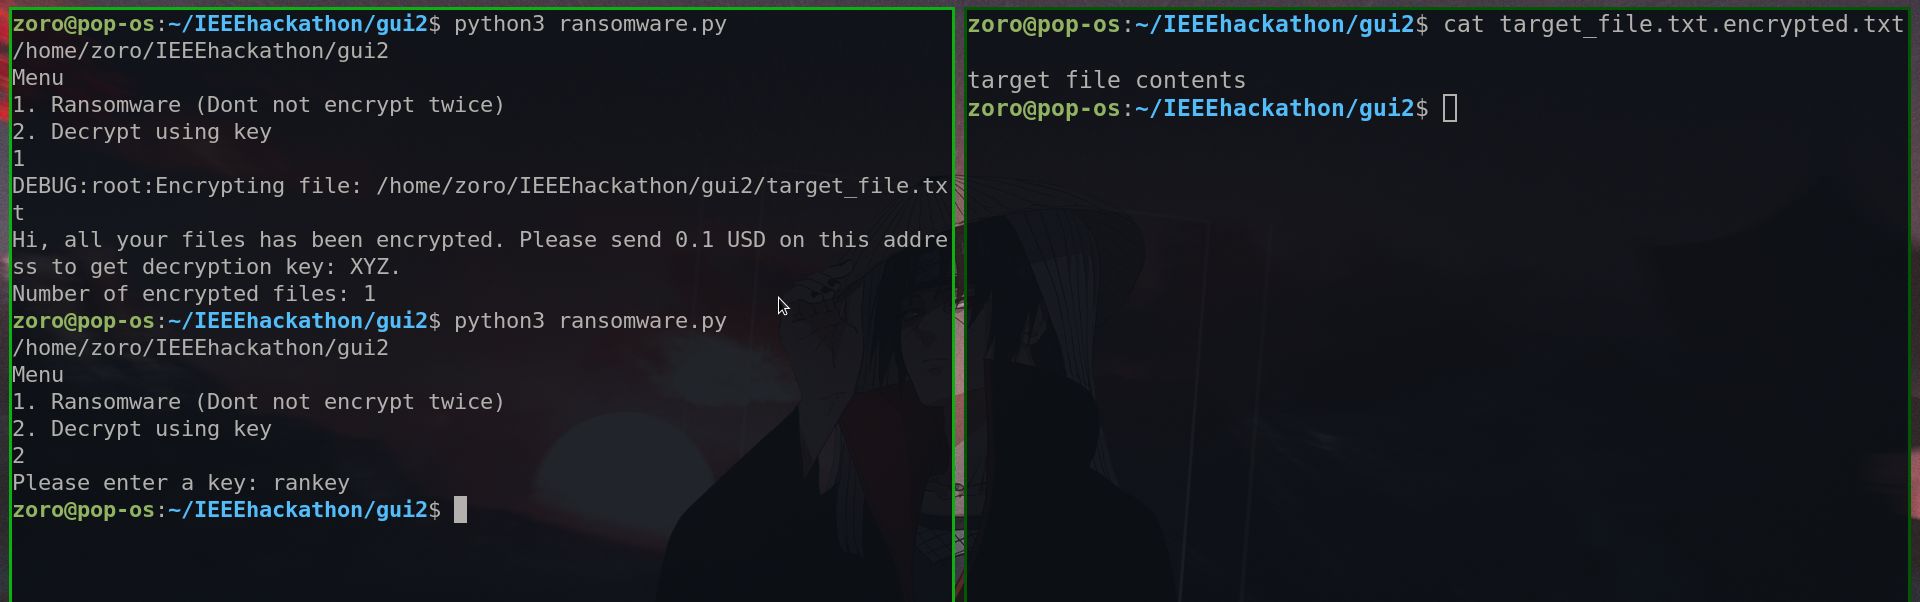 zoro@pop-os:~/IEEEhackathon/gui2$ python3 ransomware.py
/home/zoro/IEEEhackathon/gui2
Menu
1. Ransomware (Dont not encrypt twice)
2. Decrypt using key
1
DEBUG:root:Encrypting file: /home/zoro/IEEEhackathon/gui2/target_file.tx
t
Hi, all your files has been encrypted. Please send 0.1 USD on this addre
ss to get decryption key: XYZ.
Number of encrypted files: 1
zoro@pop-os:~/IEEEhackathon/gui2$ python3 ransomware.py
/home/zoro/IEEEhackathon/gui2
Menu
1. Ransomware (Dont not encrypt twice)
2. Decrypt using key
2
Please enter a key: rankey
zoro@pop-os:~/IEEEhackathon/gui2$
zoro@pop-os:~/IEEEhackathon/gui2$ cat target_file.txt.encrypted.txt
target file contents
zoro@pop-os:~/IEEEhackathon/gui2$